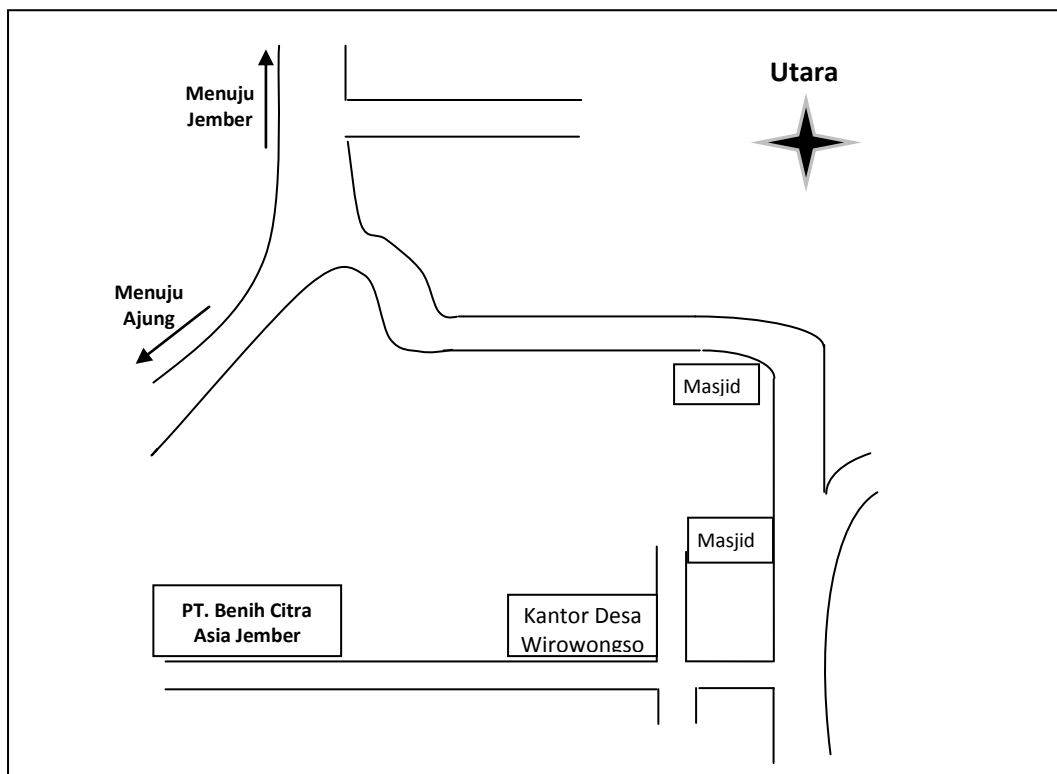 Utara
Menuju
Jember
Menuju
Ajung
Masjid
Masjid
PT. Benih Citra
Asia Jember
Kantor Desa
Wirowongso